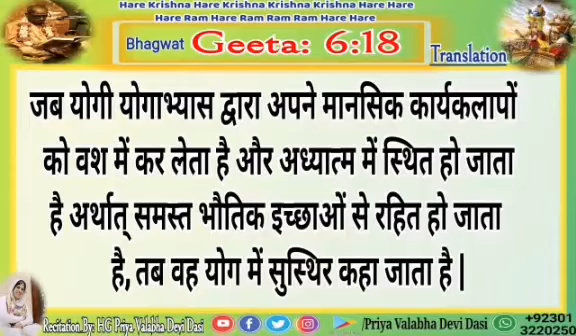 Hare Krishna Hare Krishna Krishna Krishna Hare Hare
Hare Ram Hare Ram Ram Ram Hare Hare
Bhagwat Geeta: 6:18 Translation
जब योगी योगाभ्यास द्वारा अपने मानसिक कार्यकलापों
को वश में कर लेता है और अध्यात्म में स्थित हो जाता
है अर्थात् समस्त भौतिक इच्छाओं से रहित हो जाता
है, तब वह योग में सुस्थिर कहा जाता है |
Recitation By: HG Priya Valabha Devi Dasi /Priya Valabha Devi Dasi +92301
3220250